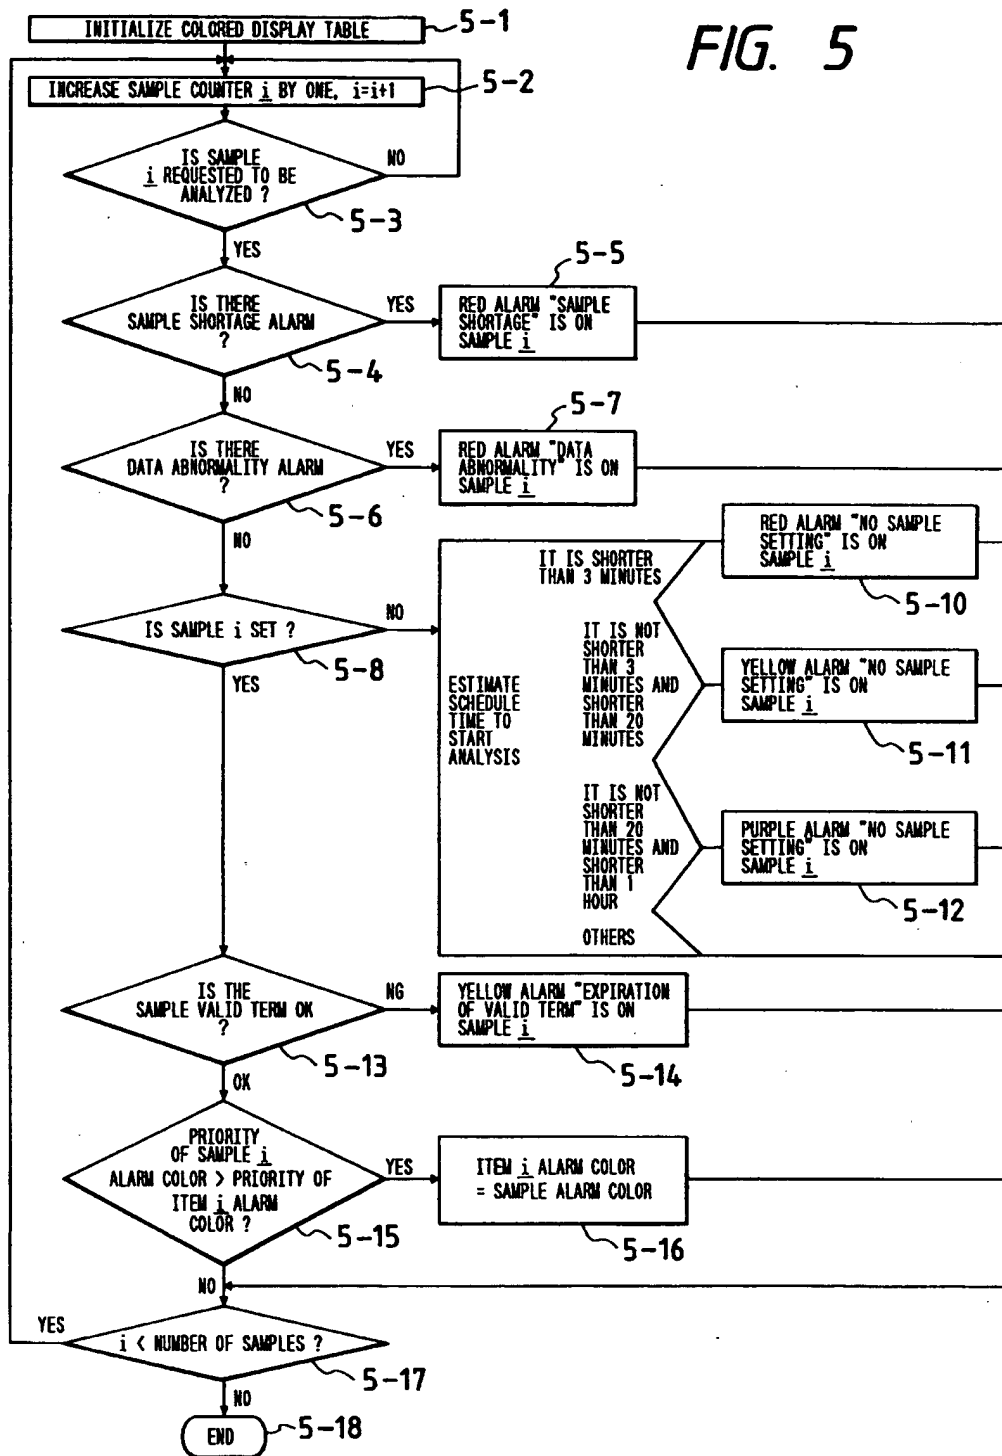 FIG. 5
INITIALIZE COLORED DISPLAY TABLE
5-1
INCREASE SAMPLE COUNTER i BY ONE, i=i+1
5-2
IS SAMPLE
i REQUESTED TO BE
ANALYZED ?
NO
5-3
YES
IS THERE
SAMPLE SHORTAGE ALARM
?
YES
5-4
NO
5-5
RED ALARM "SAMPLE
SHORTAGE" IS ON
SAMPLE i
IS THERE
DATA ABNORMALITY ALARM
?
YES
5-6
NO
5-7
RED ALARM "DATA
ABNORMALITY" IS ON
SAMPLE i
IS SAMPLE i SET ?
NO
5-8
YES
ESTIMATE
SCHEDULE
TIME TO
START
ANALYSIS
IT IS SHORTER
THAN 3 MINUTES
RED ALARM "NO SAMPLE
SETTING" IS ON
SAMPLE i
5-10
IT IS NOT
SHORTER
THAN 3
MINUTES AND
SHORTER
THAN 20
MINUTES
YELLOW ALARM "NO SAMPLE
SETTING" IS ON
SAMPLE i
5-11
IT IS NOT
SHORTER
THAN 20
MINUTES AND
SHORTER
THAN 1
HOUR
PURPLE ALARM "NO SAMPLE
SETTING" IS ON
SAMPLE i
5-12
OTHERS
IS THE
SAMPLE VALID TERM OK
?
NG
5-13
OK
YELLOW ALARM "EXPIRATION
OF VALID TERM" IS ON
SAMPLE i
5-14
PRIORITY
OF SAMPLE i
ALARM COLOR > PRIORITY OF
ITEM i ALARM
COLOR ?
YES
5-15
NO
ITEM i ALARM COLOR
= SAMPLE ALARM COLOR
5-16
YES
i < NUMBER OF SAMPLES ?
5-17
NO
END
5-18